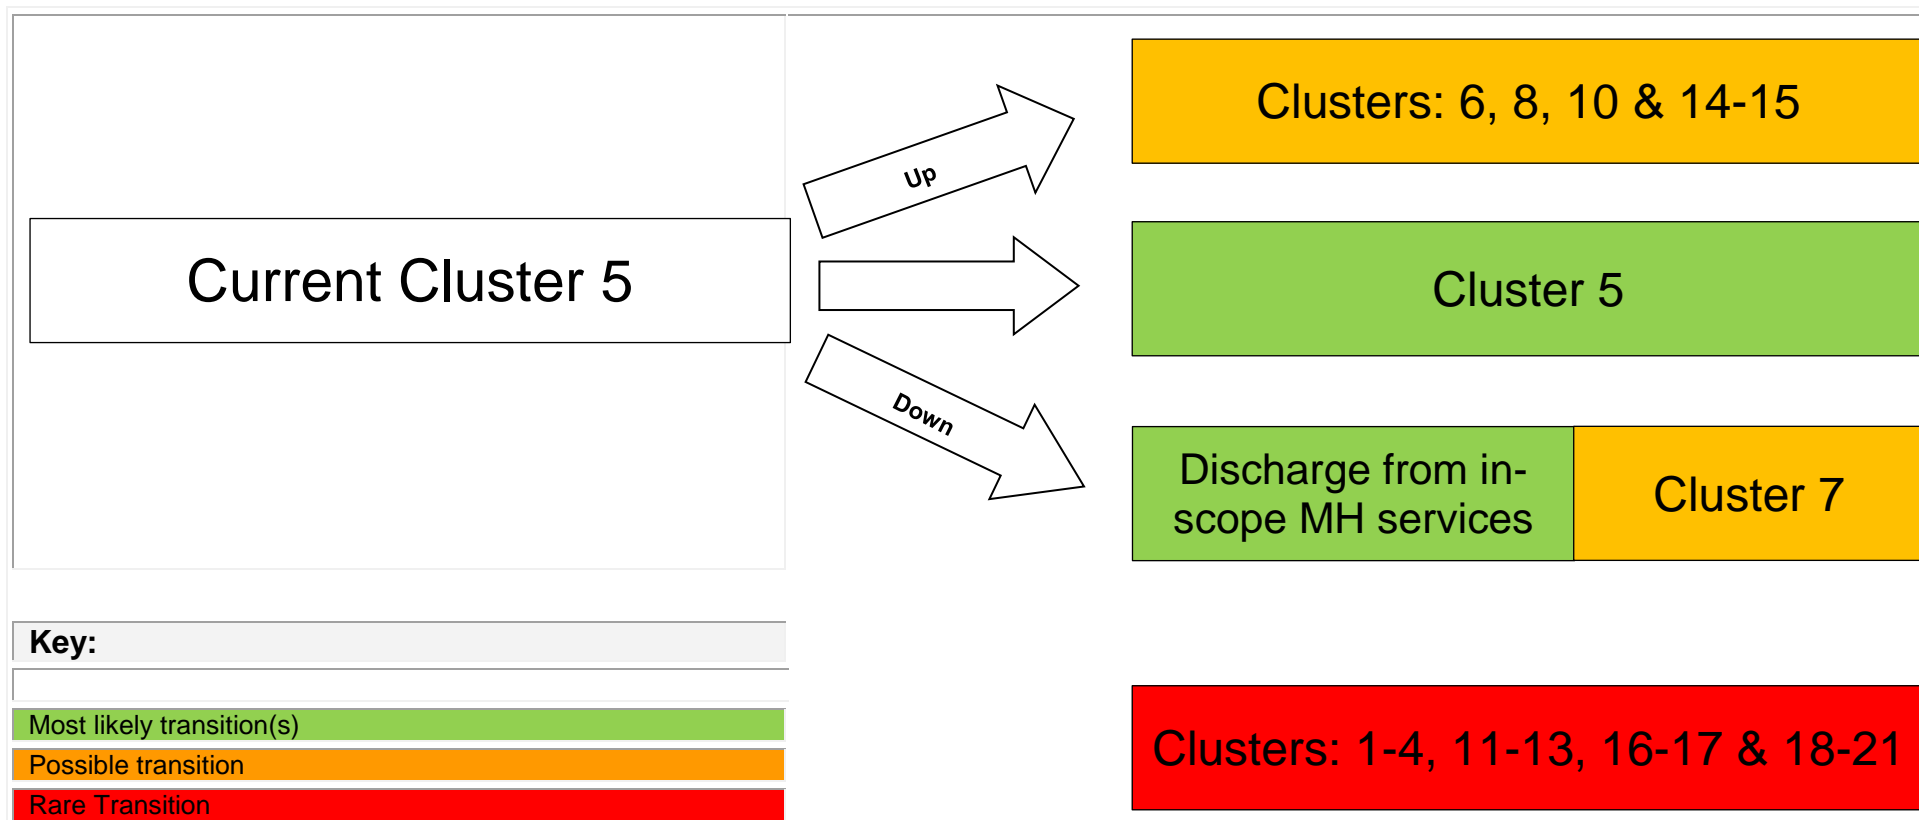 Clusters: 6, 8, 10 & 14-15
Up
Current Cluster 5
Cluster 5
Down
Discharge from in-
scope MH services
Cluster 7
Key:
Most likely transition(s)
Possible transition
Rare Transition
Clusters: 1-4, 11-13, 16-17 & 18-21